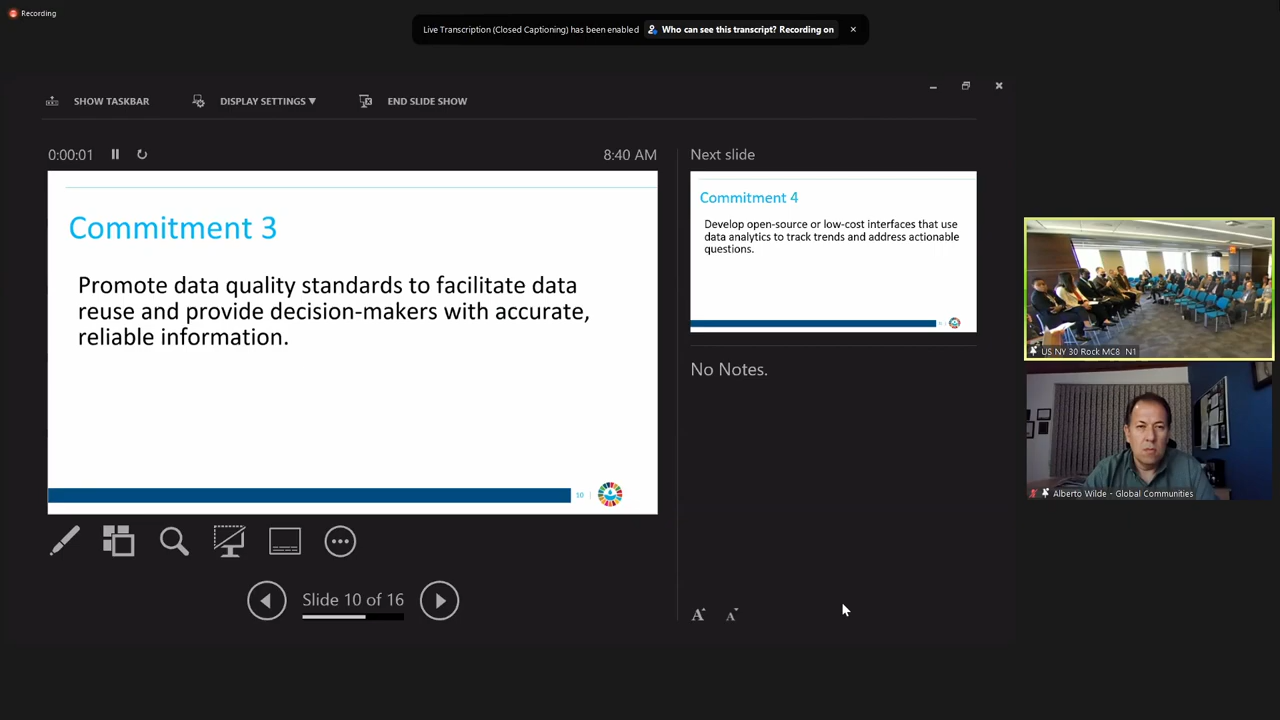 Recording
Live Transcription (Closed Captioning) has been enabled
Who can see this transcript? Recording on
SHOW TASKBAR
DISPLAY SETTINGS
END SLIDE SHOW
0:00:01
8:40 AM
Next slide
Commitment 3
Promote data quality standards to facilitate data
reuse and provide decision-makers with accurate,
reliable information.
10
Commitment 4
Develop open-source or low-cost interfaces that use
data analytics to track trends and address actionable
questions.
No Notes.
US NY 30 Rock MC8 N1
Alberto Wilde - Global Communities
Slide 10 of 16
A A